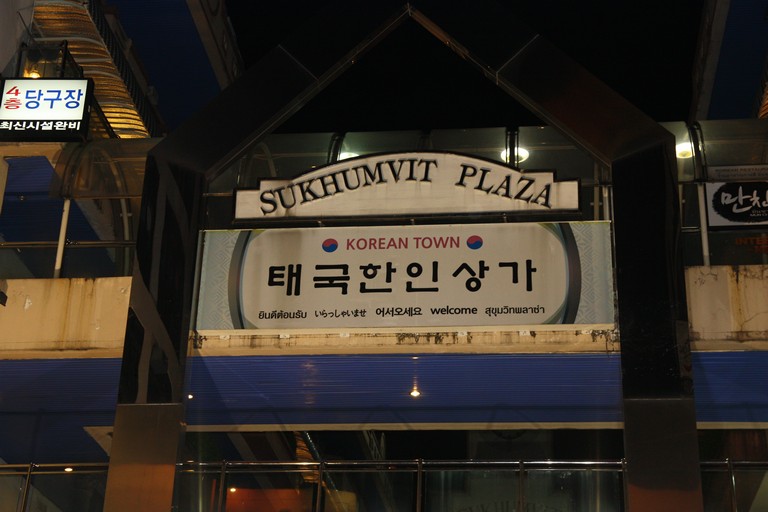 4층 당구장
최신시설완비
SUKHUMVIT PLAZA
KOREAN TOWN
태국한인상가
ยินดีต้อนรับ いらっしゃいませ 어서오세요 welcome สุขุมวิทพลาซ่า